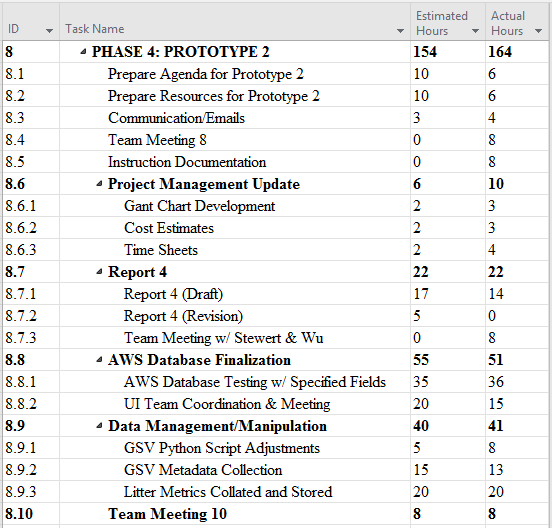 ID Task Name Estimated Hours Actual Hours
8 PHASE 4: PROTOTYPE 2 154 164
8.1 Prepare Agenda for Prototype 2 10 6
8.2 Prepare Resources for Prototype 2 10 6
8.3 Communication/Emails 3 4
8.4 Team Meeting 8 0 8
8.5 Instruction Documentation 0 8
8.6 Project Management Update 6 10
8.6.1 Gant Chart Development 2 3
8.6.2 Cost Estimates 2 3
8.6.3 Time Sheets 2 4
8.7 Report 4 22 22
8.7.1 Report 4 (Draft) 17 14
8.7.2 Report 4 (Revision) 5 0
8.7.3 Team Meeting w/ Stewert & Wu 0 8
8.8 AWS Database Finalization 55 51
8.8.1 AWS Database Testing w/ Specified Fields 35 36
8.8.2 UI Team Coordination & Meeting 20 15
8.9 Data Management/Manipulation 40 41
8.9.1 GSV Python Script Adjustments 5 8
8.9.2 GSV Metadata Collection 15 13
8.9.3 Litter Metrics Collated and Stored 20 20
8.10 Team Meeting 10 8 8